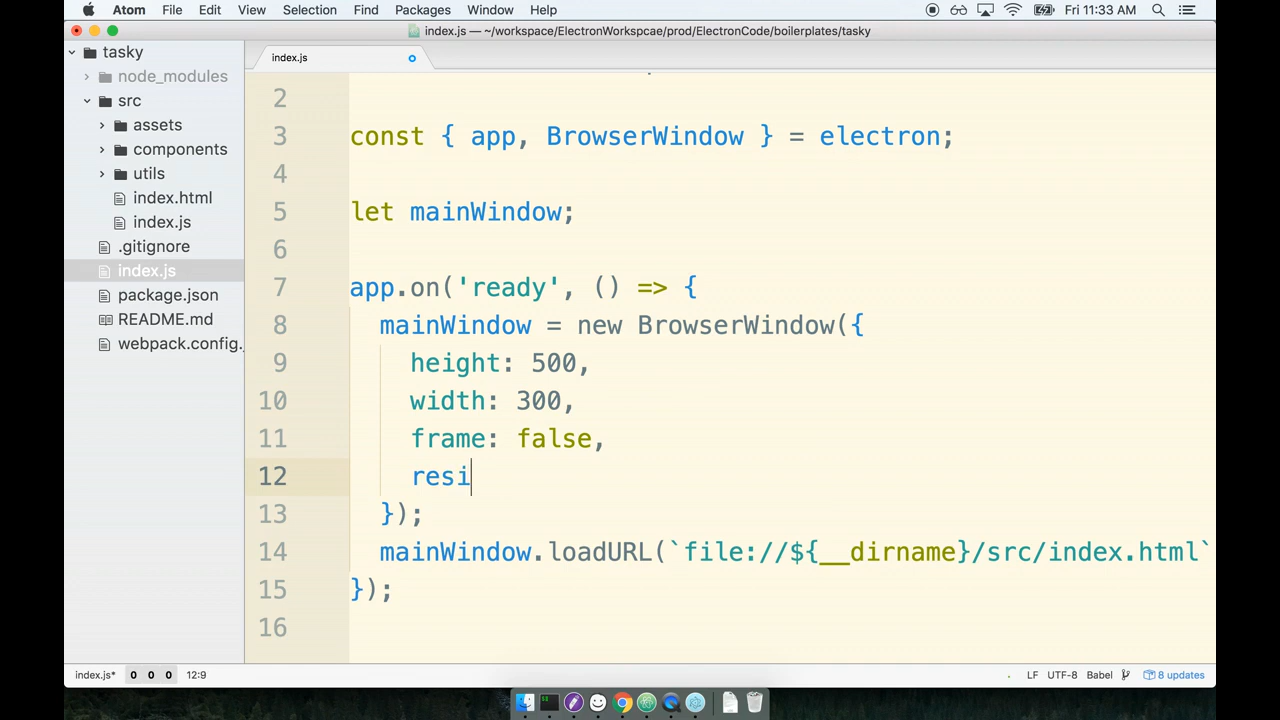 Atom File Edit View Selection Find Packages Window Help Fri 11:33 AM
index.js — ~/workspace/ElectronWorkspcae/prod/ElectronCode/boilerplates/tasky
tasky
node_modules
src
assets
components
utils
index.html
index.js
.gitignore
index.js
package.json
README.md
webpack.config.
index.js
2
3 const { app, BrowserWindow } = electron;
4
5 let mainWindow;
6
7 app.on('ready', () => {
8 mainWindow = new BrowserWindow({
9 height: 500,
10 width: 300,
11 frame: false,
12 resi
13 });
14 mainWindow.loadURL(`file://${__dirname}/src/index.html`
15 });
16
index.js* 0 0 0 12:9 LF UTF-8 Babel 8 updates